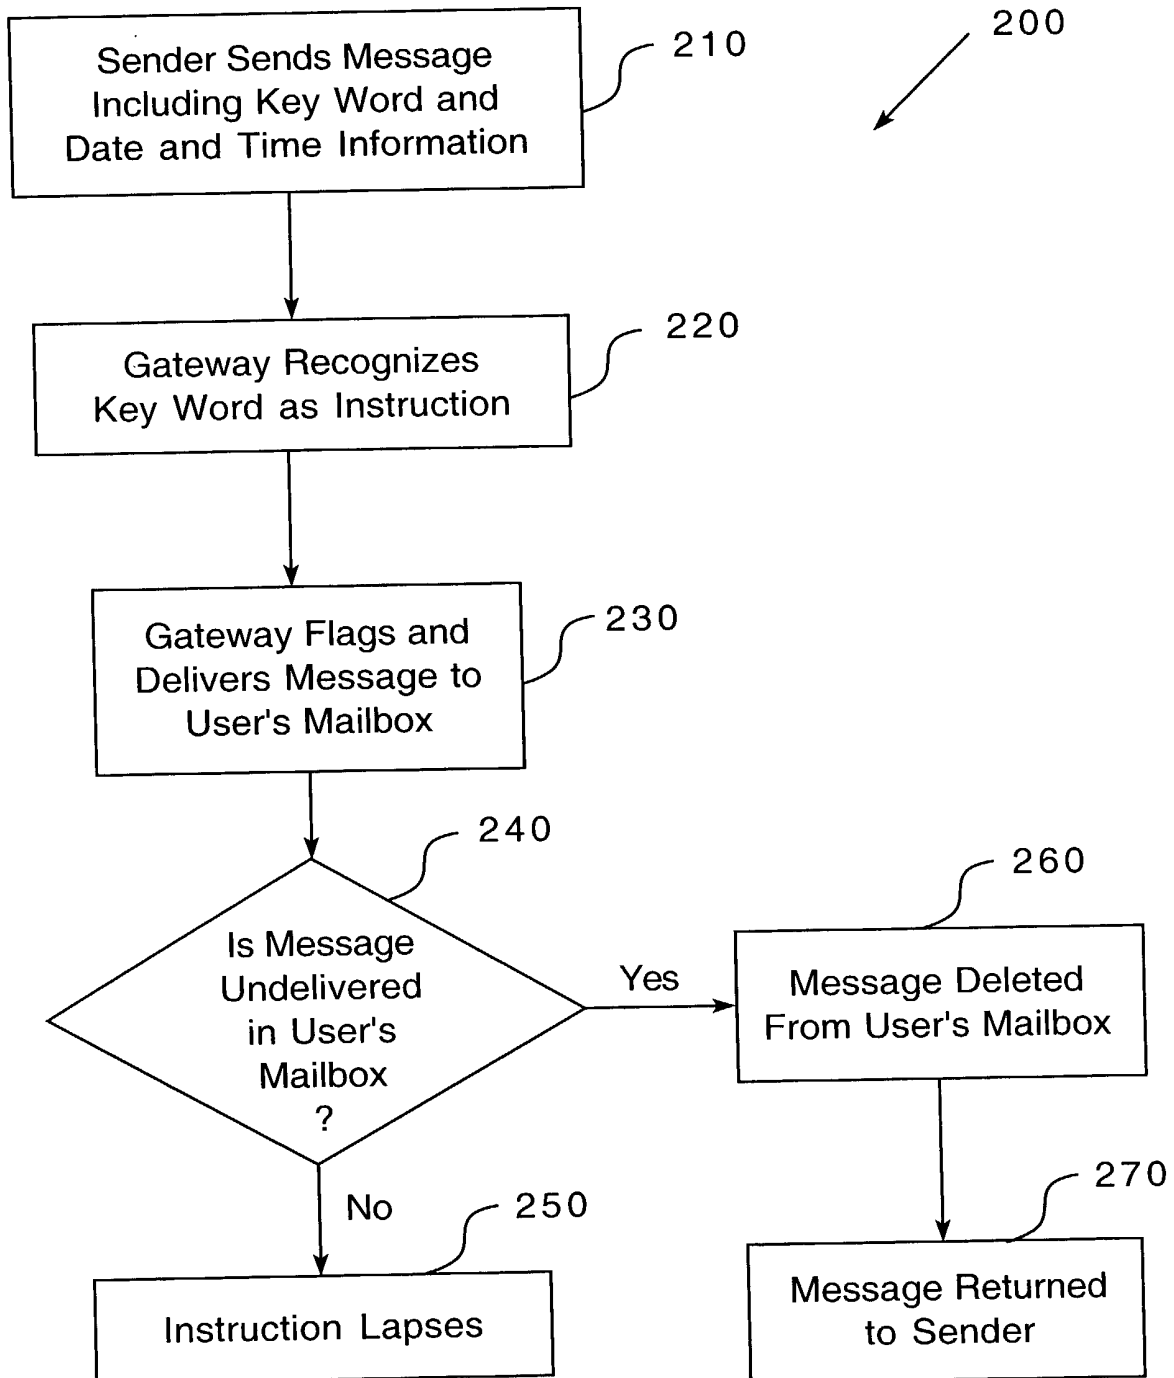 200
210
Sender Sends Message
Including Key Word and
Date and Time Information
220
Gateway Recognizes
Key Word as Instruction
230
Gateway Flags and
Delivers Message to
User's Mailbox
240
Is Message
Undelivered
in User's
Mailbox
?
Yes
260
Message Deleted
From User's Mailbox
No
250
Instruction Lapses
270
Message Returned
to Sender